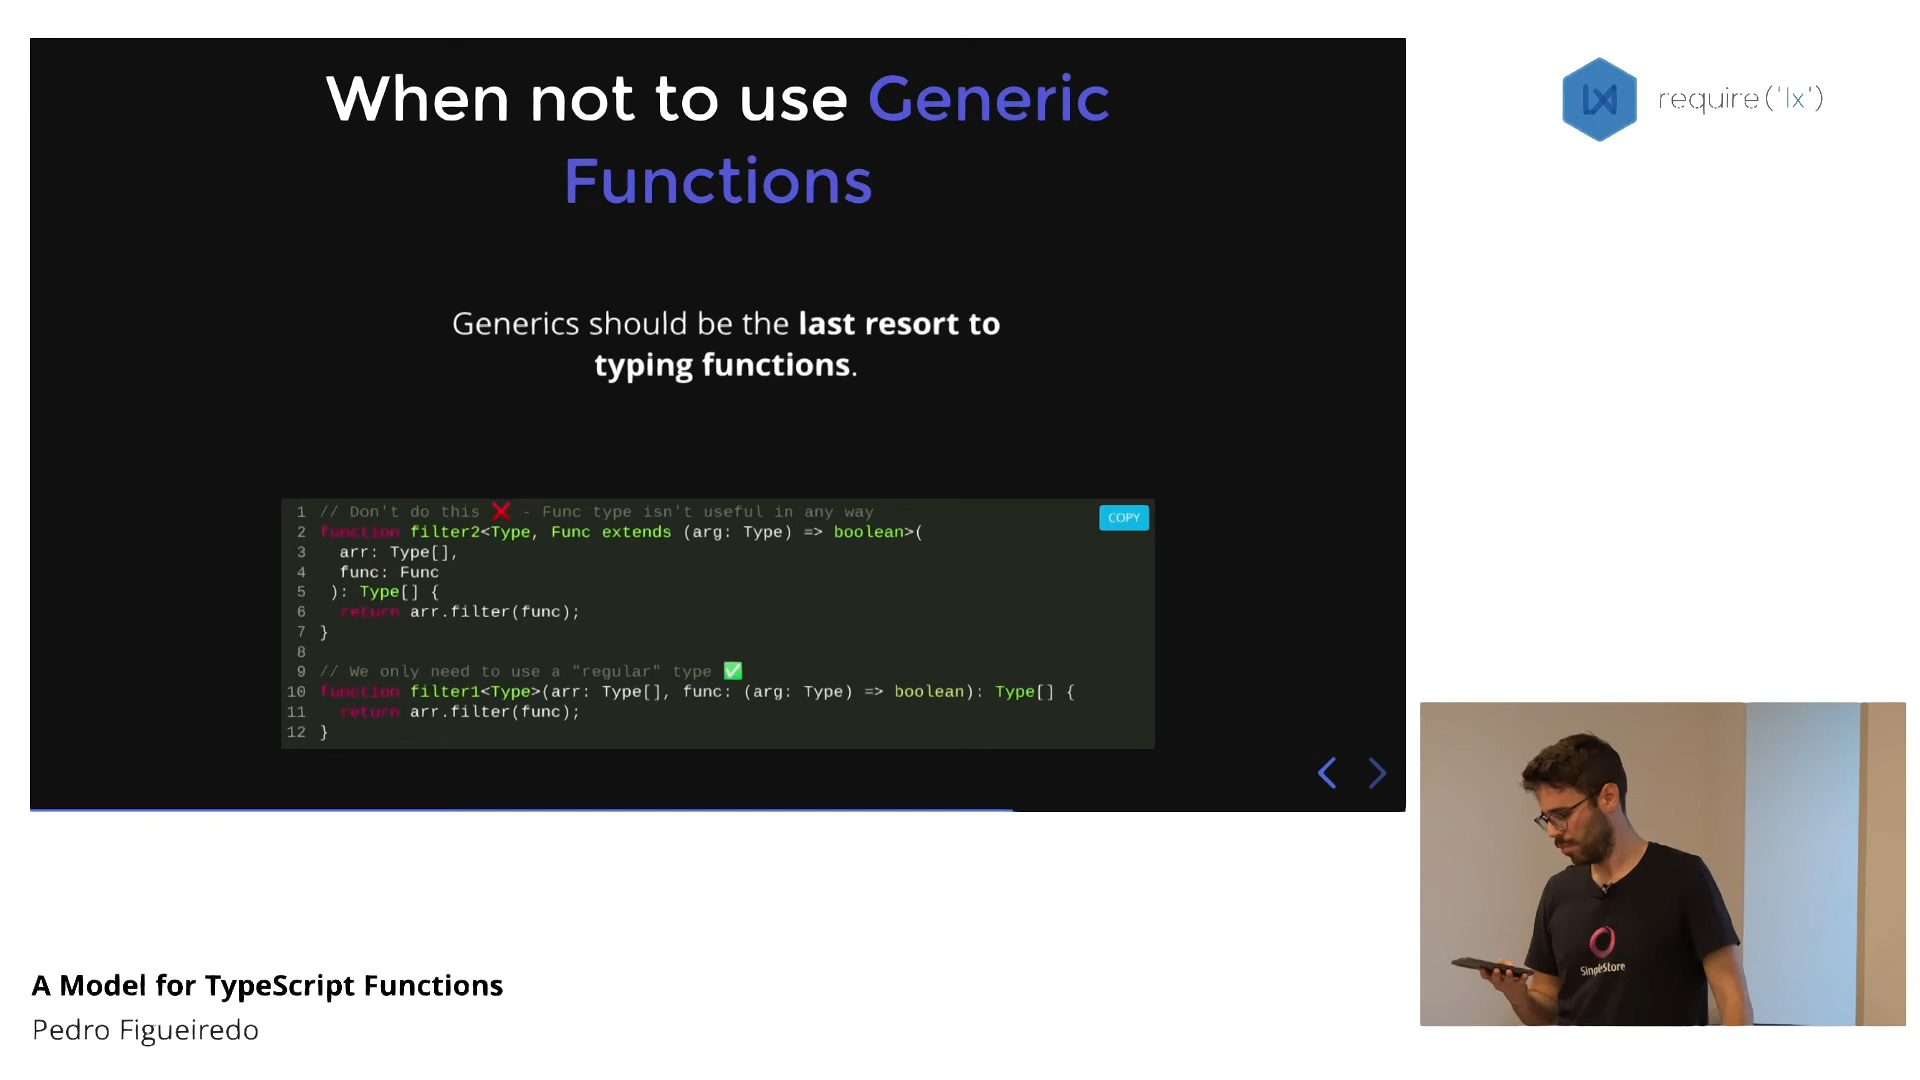 When not to use Generic
Functions
require('lx')
Generics should be the last resort to
typing functions.
1 // Don't do this ❌ - Func type isn't useful in any way
COPY
2 function filter2<Type, Func extends (arg: Type) => boolean>(
3 arr: Type[],
4 func: Func
5 ): Type[] {
6 return arr.filter(func);
7 }
8
9 // We only need to use a "regular" type ✅
10 function filter1<Type>(arr: Type[], func: (arg: Type) => boolean): Type[] {
11 return arr.filter(func);
12 }
SingleStore
A Model for TypeScript Functions
Pedro Figueiredo